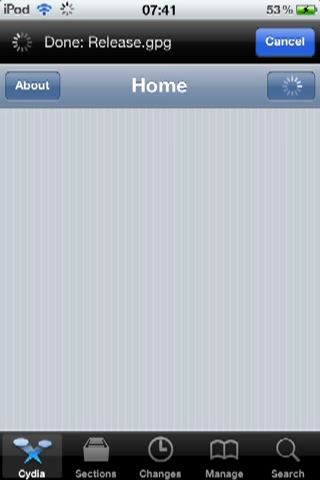 iPod 07:41 53%
Done: Release.gpg Cancel
About Home
Cydia Sections Changes Manage Search